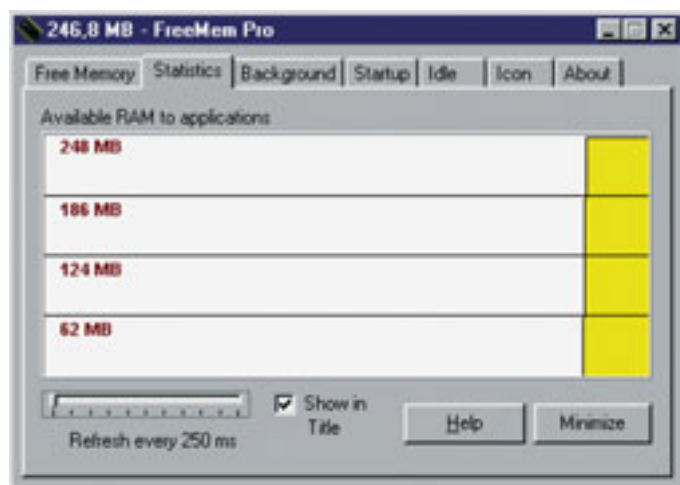 246,8 MB - FreeMem Pro
Free Memory Statistics Background Startup Idle Icon About
Available RAM to applications
248 MB
186 MB
124 MB
62 MB
Show in
Title
Refresh every 250 ms
Help
Minimize